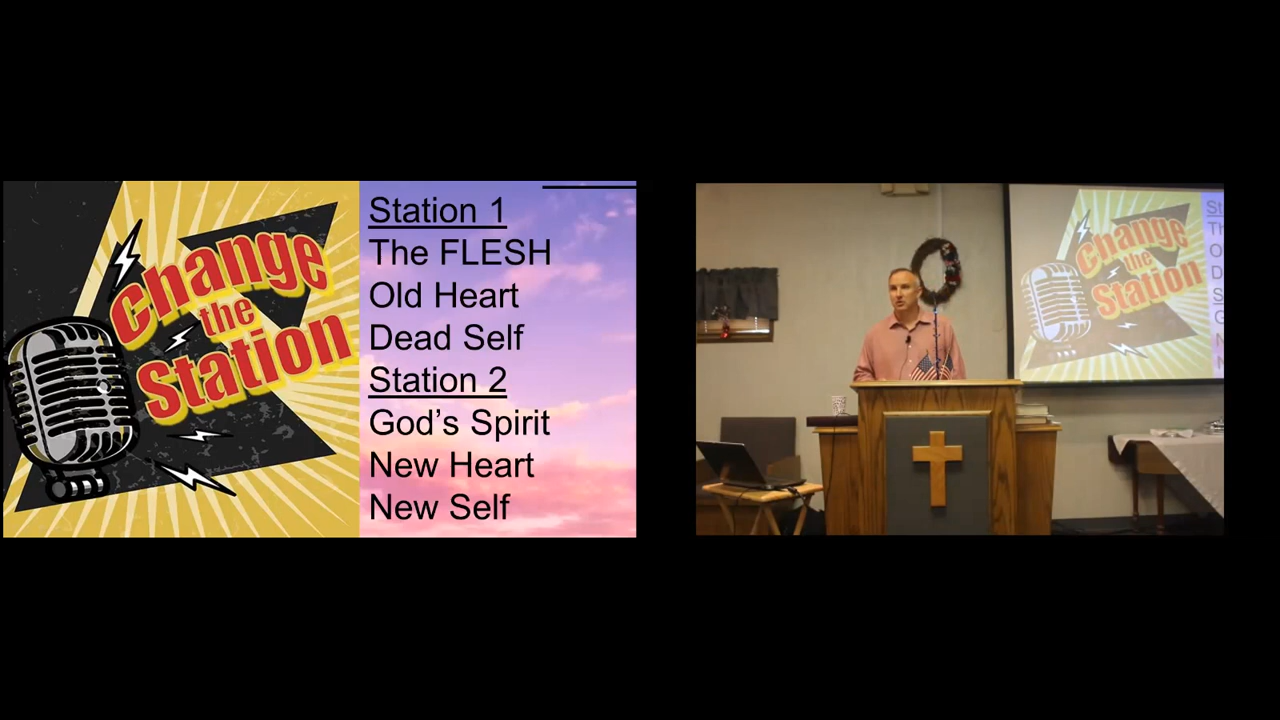 Change
the
Station
Station 1
The FLESH
Old Heart
Dead Self
Station 2
God's Spirit
New Heart
New Self
Change
the
Station